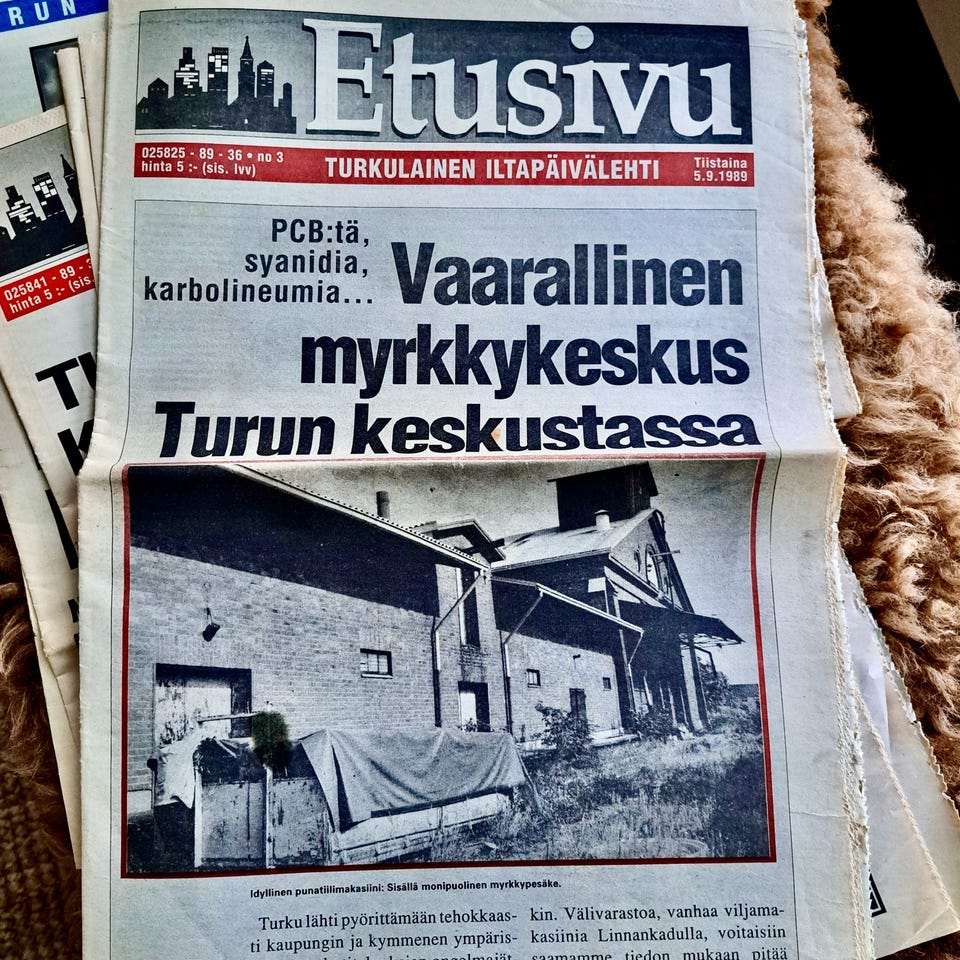 RUN
Etusivu
025825 - 89 - 36 • no 3
hinta 5 :- (sis. lvv)
TURKULAINEN ILTAPÄIVÄLEHTI
Tiistaina
5.9.1989
PCB:tä,
syanidia,
karbolineumia...
Vaarallinen
myrkkykeskus
Turun keskustassa
Idyllinen punatiilimakasiini: Sisällä monipuolinen myrkkypesäke.
Turku lähti pyörittämään tehokkaas-
ti kaupungin ja kymmenen ympäris-
kin. Välivarastoa, vanhaa viljama-
kasiinia Linnankadulla, voitaisiin
saamamme tiedon mukaan pitää
025841 - 89 - 3
hinta 5 :- (sis.